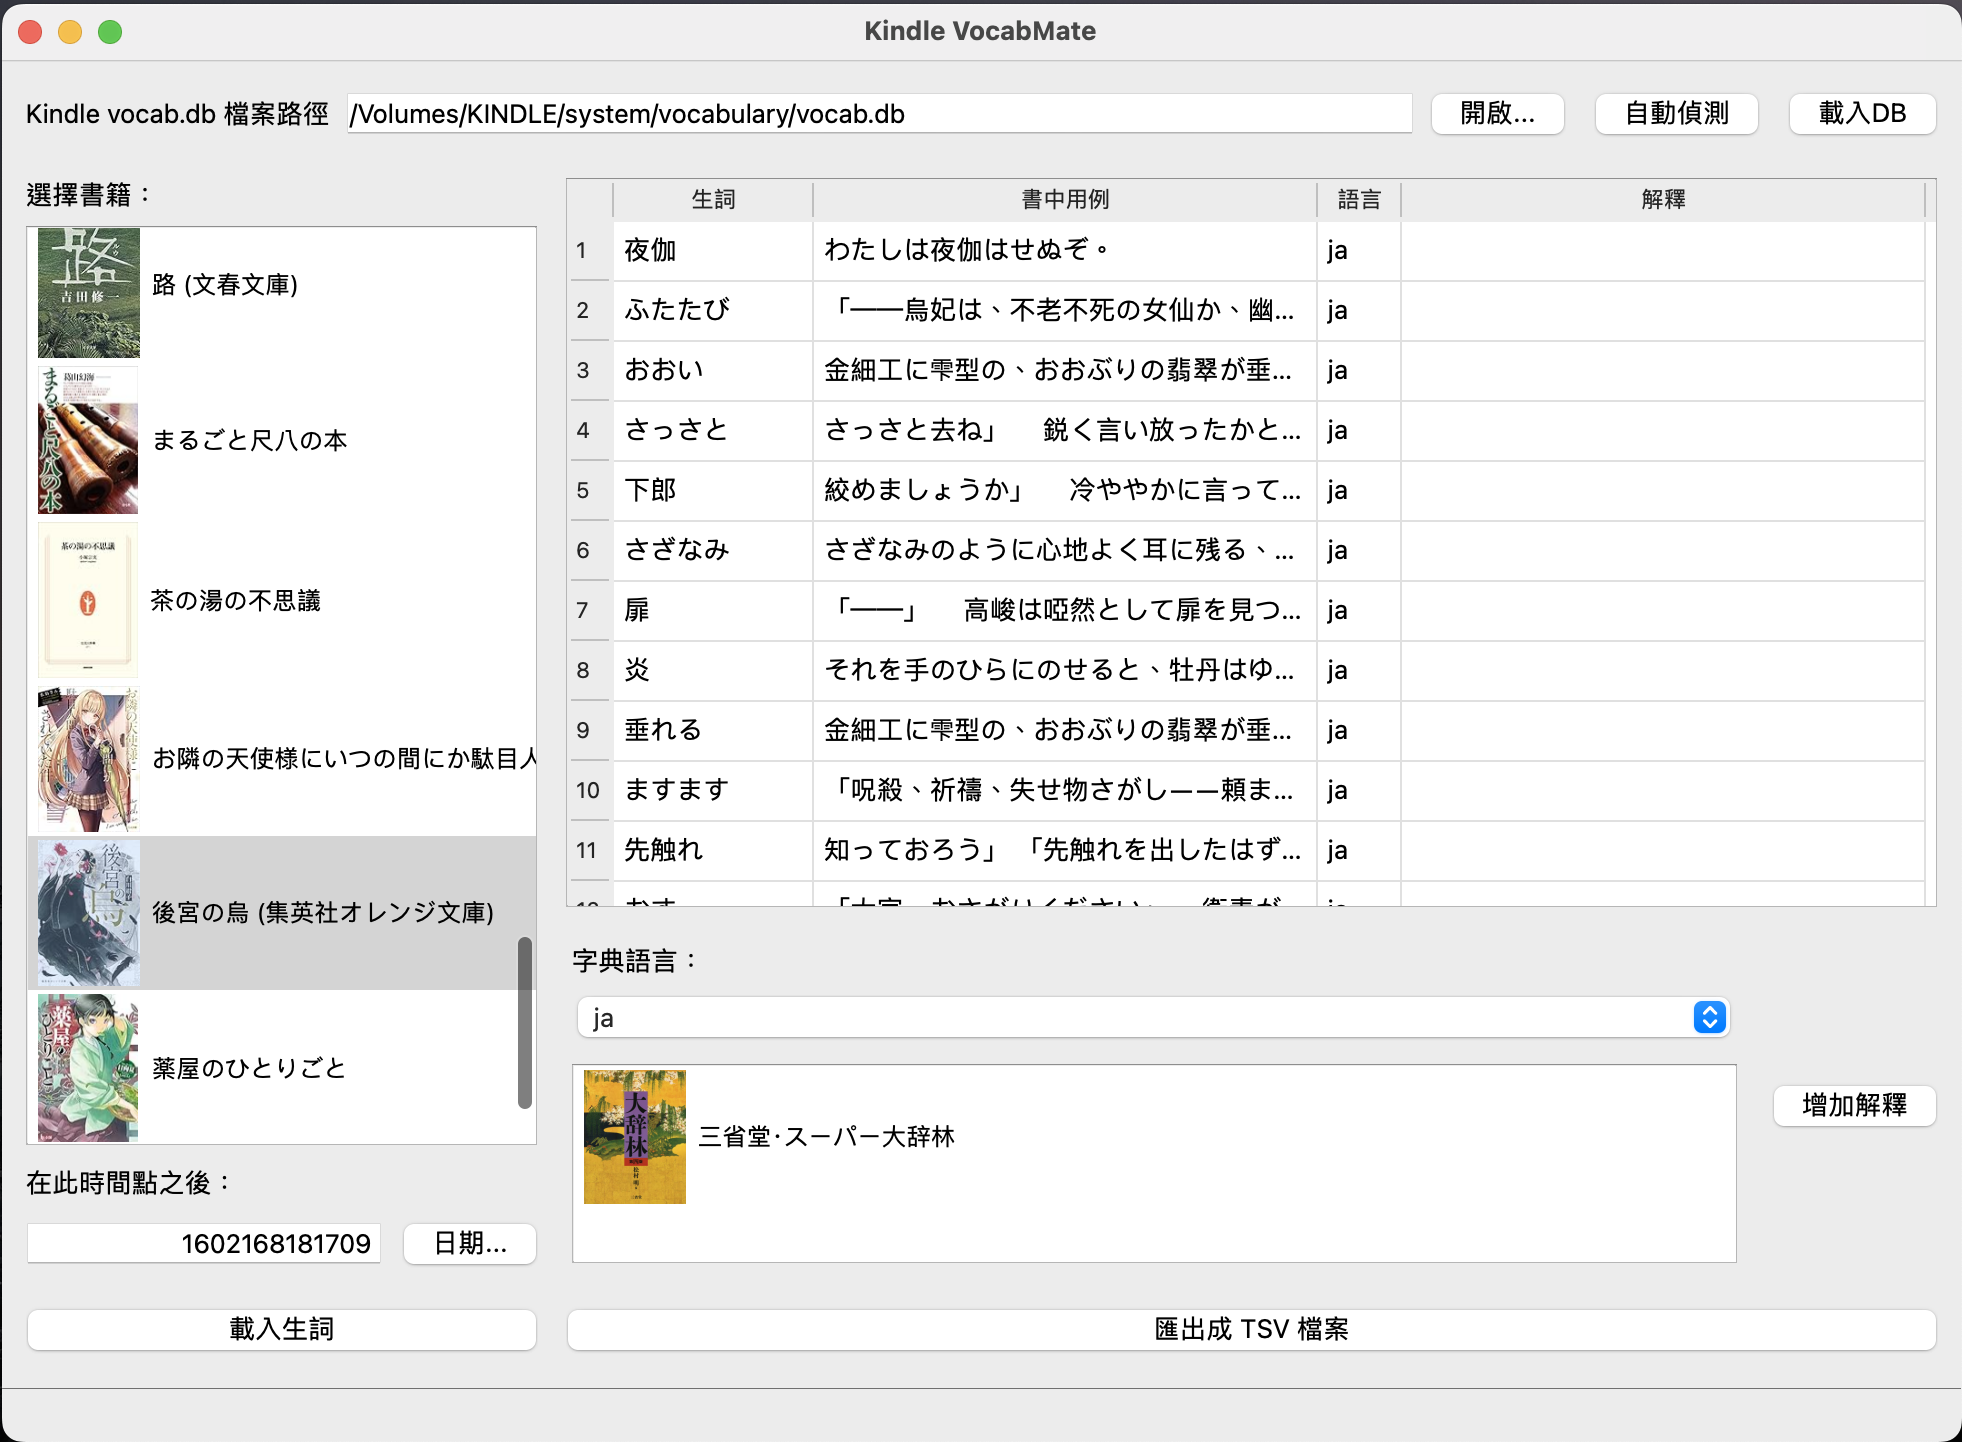 Kindle VocabMate
Kindle vocab.db 檔案路徑 /Volumes/KINDLE/system/vocabulary/vocab.db 開啟... 自動偵測 載入DB
選擇書籍：
路
吉田修一
路 (文春文庫)
まるごと尺八の本
葛山幻海
まるごと尺八の本
茶の湯の不思議
茶の湯の不思議
お隣の天使様に
お隣の天使様にいつの間にか駄目人
後宮の烏
後宮の烏 (集英社オレンジ文庫)
薬屋のひとりごと
薬屋のひとりごと
在此時間點之後：
1602168181709 日期...
載入生詞
生詞 書中用例 語言 解釋
1 夜伽 わたしは夜伽はせぬぞ。 ja
2 ふたたび 「――烏妃は、不老不死の女仙か、幽... ja
3 おおい 金細工に雫型の、おおぶりの翡翠が垂... ja
4 さっさと さっさと去ね」　鋭く言い放ったかと... ja
5 下郎 絞めましょうか」　冷ややかに言って... ja
6 さざなみ さざなみのように心地よく耳に残る、... ja
7 扉 「――」　高峻は啞然として扉を見つ... ja
8 炎 それを手のひらにのせると、牡丹はゆ... ja
9 垂れる 金細工に雫型の、おおぶりの翡翠が垂... ja
10 ますます 「呪殺、祈禱、失せ物さがし——頼ま... ja
11 先触れ 知っておろう」「先触れを出したはず... ja
字典語言：
ja
大辞林
三省堂·スーパー大辞林
增加解釋
匯出成 TSV 檔案